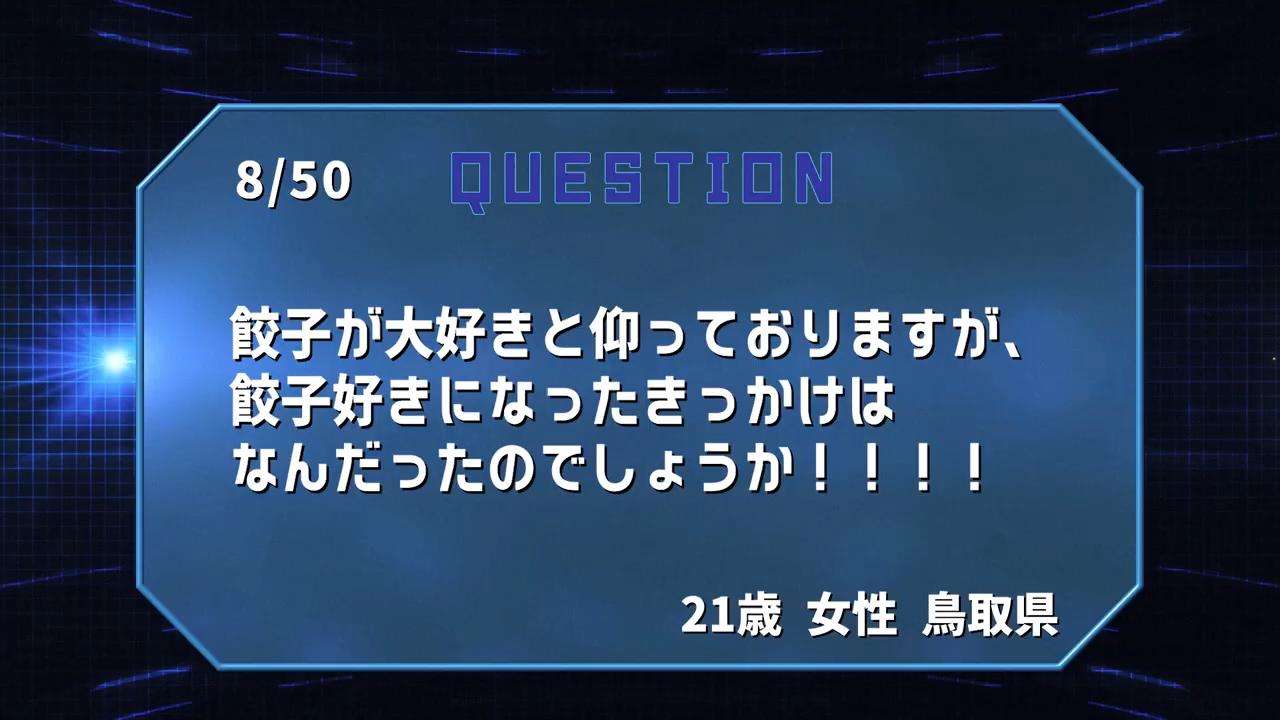 8/50 QUESTION
餃子が大好きと仰っておりますが、
餃子好きになったきっかけは
なんだったのでしょうか！！！！
21歳 女性 鳥取県